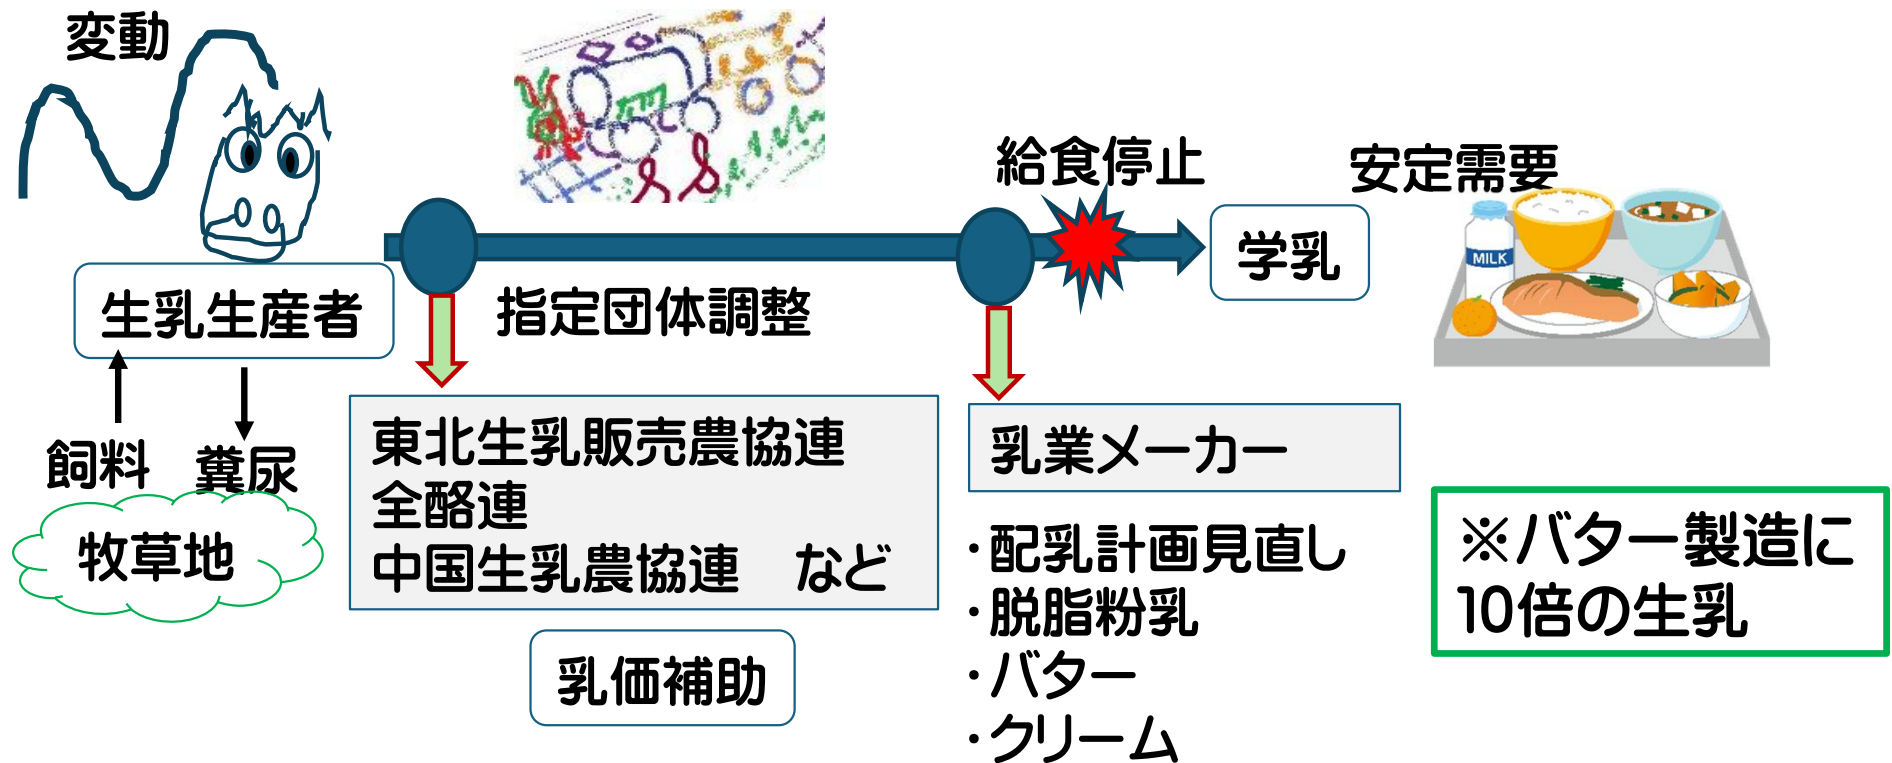 変動
給食停止
安定需要
学乳
MILK
生乳生産者
指定団体調整
飼料
糞尿
牧草地
東北生乳販売農協連
全酪連
中国生乳農協連　など
乳業メーカー
・配乳計画見直し
・脱脂粉乳
・バター
・クリーム
乳価補助
※バター製造に
10倍の生乳